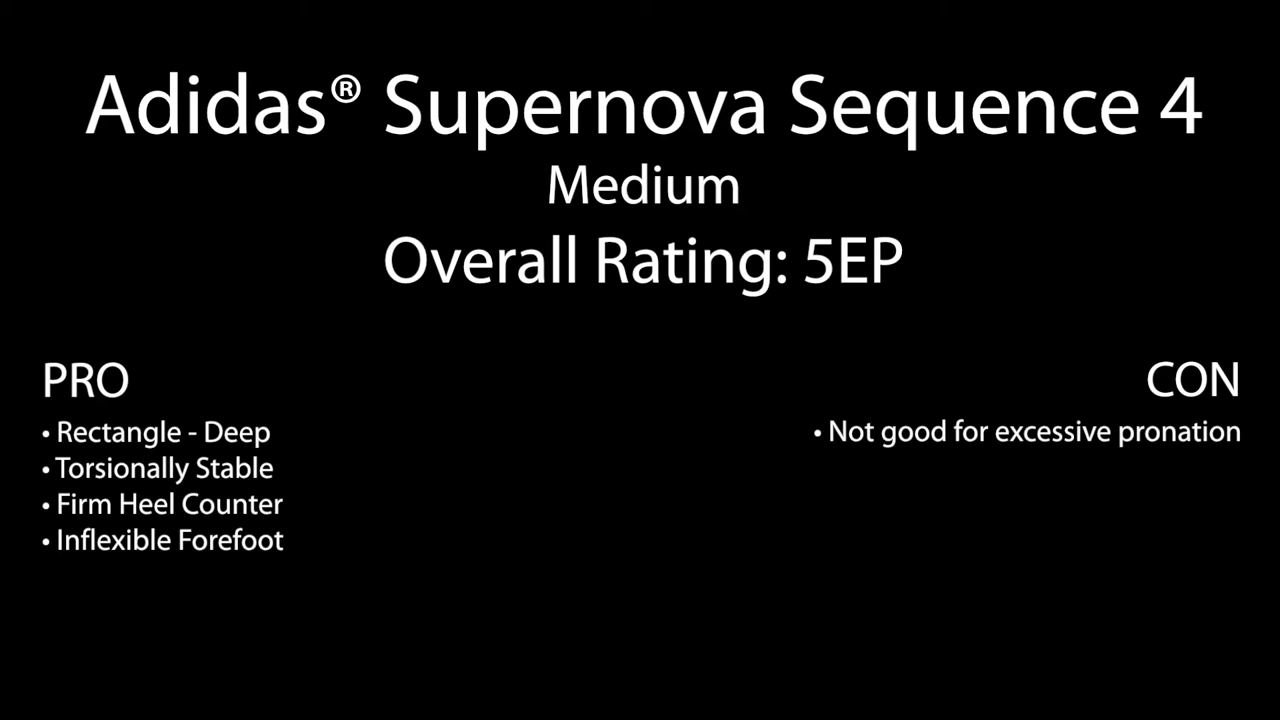 Adidas® Supernova Sequence 4
Medium
Overall Rating: 5EP
PRO
• Rectangle - Deep
• Torsionally Stable
• Firm Heel Counter
• Inflexible Forefoot
CON
• Not good for excessive pronation